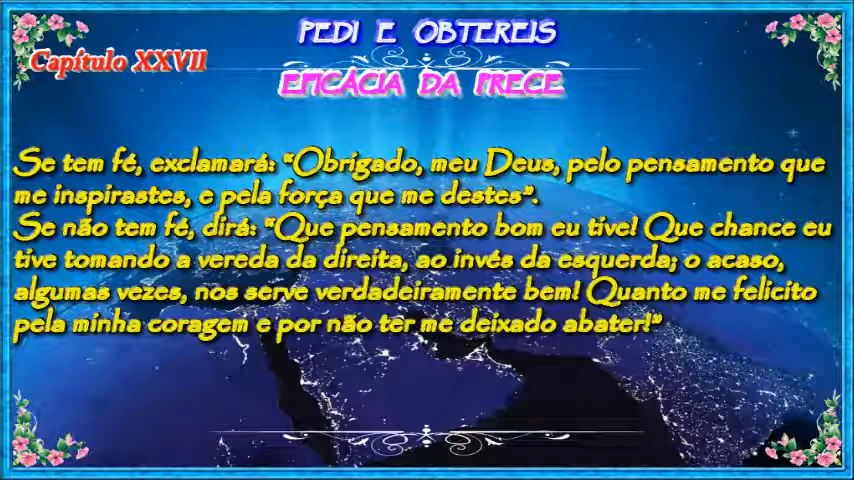 PEDI E OBTEREIS
Capítulo XXVII
EFICÁCIA DA PRECE
Se tem fé, exclamará: “Obrigado, meu Deus, pelo pensamento que
me inspirastes, e pela força que me destes”.
Se não tem fé, dirá: “Que pensamento bom eu tive! Que chance eu
tive tomando a vereda da direita, ao invés da esquerda; o acaso,
algumas vezes, nos serve verdadeiramente bem! Quanto me felicito
pela minha coragem e por não ter me deixado abater!”